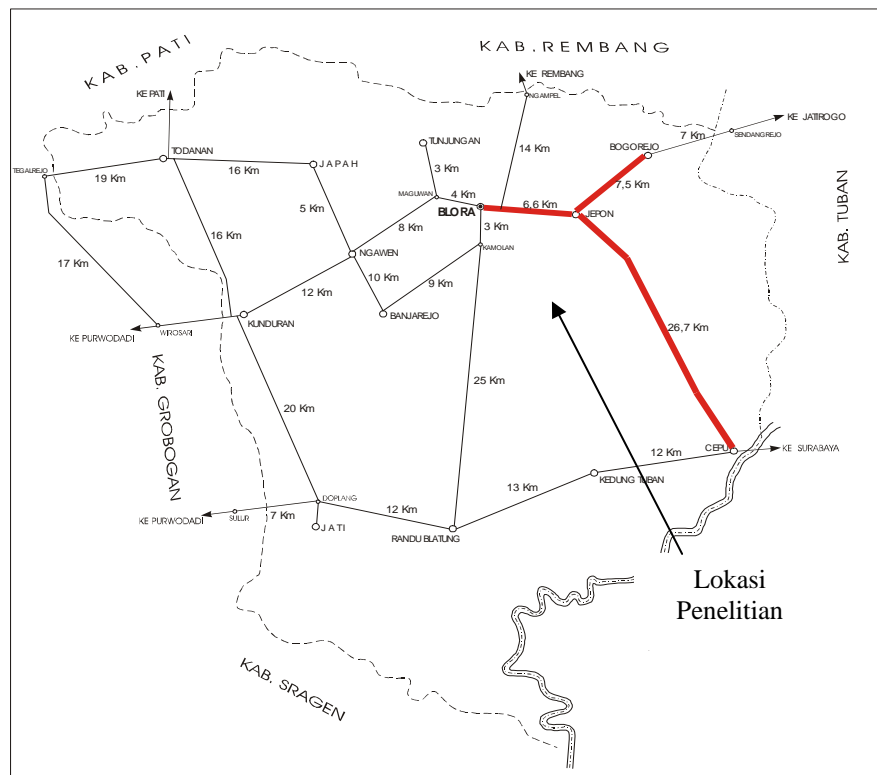 KAB. PATI
KAB. REMBANG
KE PATI
KE REMBANG
NGAMPEL
KE JATIROGO
SENDANGREJO
7 Km
BOGOREJO
TUNJUNGAN
14 Km
TODANAN
JAPAH
TEGALREJO
19 Km
16 Km
3 Km
7,5 Km
MAGUWAN
4 Km
BLORA
6,6 Km
JEPON
KAB. TUBAN
5 Km
8 Km
3 Km
KAMOLAN
16 Km
NGAWEN
17 Km
10 Km
9 Km
12 Km
BANJAREJO
KUNDURAN
WIROSARI
KE PURWODADI
26,7 Km
KAB. GROBOGAN
25 Km
20 Km
CEPU
KE SURABAYA
12 Km
KEDUNG TUBAN
13 Km
DOPLANG
12 Km
7 Km
SULUR
KE PURWODADI
JATI
RANDU BLATUNG
Lokasi
Penelitian
KAB. SRAGEN